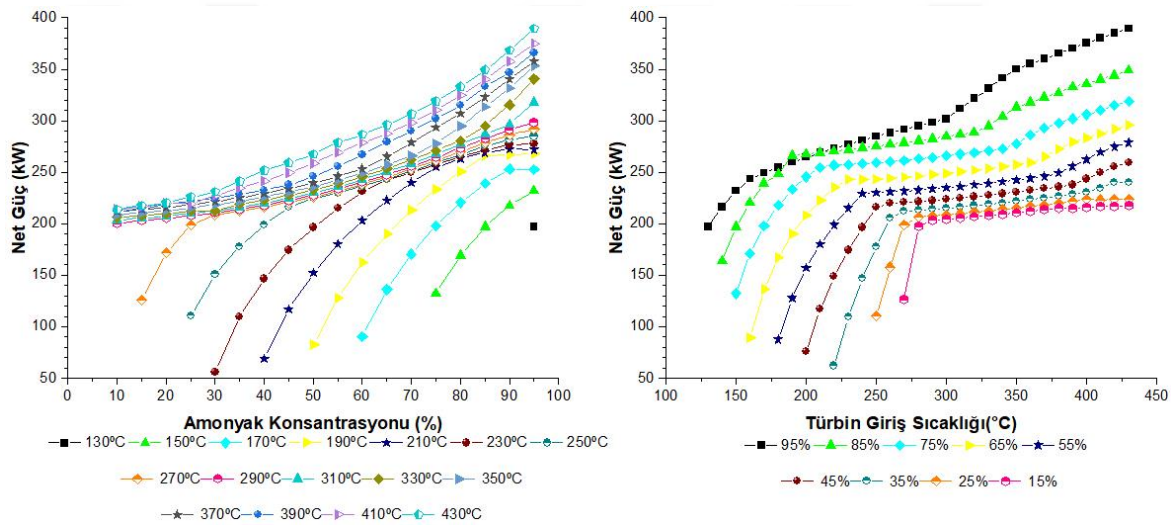 400
350
300
250
200
150
100
50
Net Güç (kW)
0 10 20 30 40 50 60 70 80 90 100
Amonyak Konsantrasyonu (%)
130ºC 150ºC 170ºC 190ºC 210ºC 230ºC 250ºC
270ºC 290ºC 310ºC 330ºC 350ºC
370ºC 390ºC 410ºC 430ºC
400
350
300
250
200
150
100
50
Net Güç (kW)
100 150 200 250 300 350 400 450
Türbin Giriş Sıcaklığı(°C)
95% 85% 75% 65% 55%
45% 35% 25% 15%